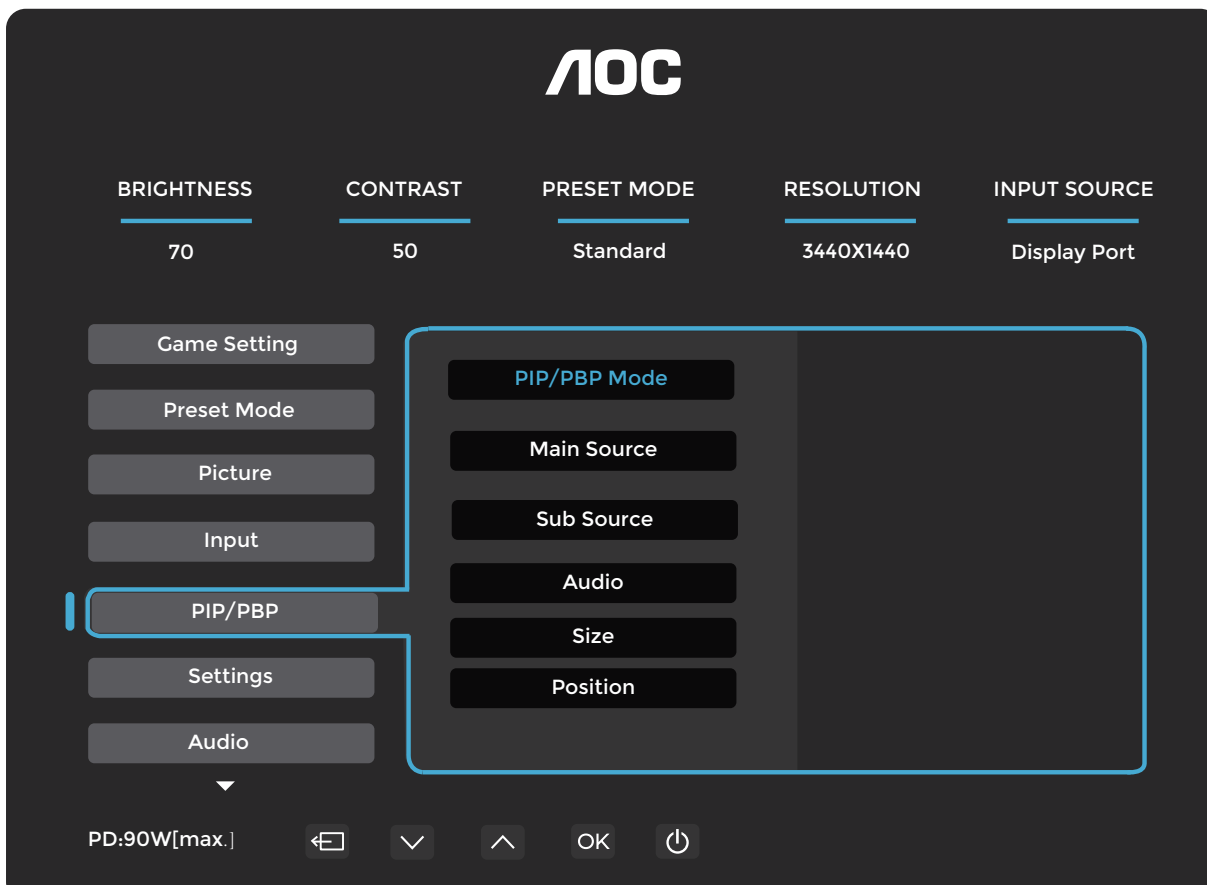 AOC
BRIGHTNESS CONTRAST PRESET MODE RESOLUTION INPUT SOURCE
70 50 Standard 3440X1440 Display Port
Game Setting
Preset Mode
Picture
Input
PIP/PBP
Settings
Audio
PIP/PBP Mode
Main Source
Sub Source
Audio
Size
Position
PD:90W[max.] OK